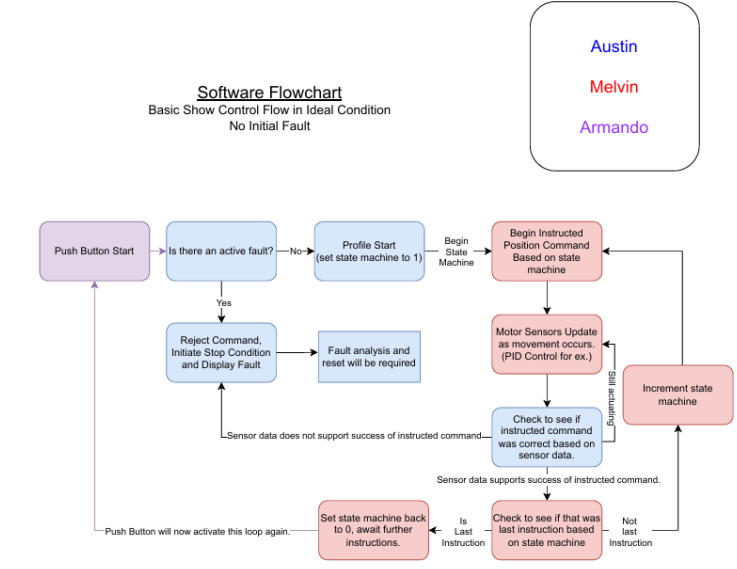 Austin
Melvin
Armando
Software Flowchart
Basic Show Control Flow in Ideal Condition
No Initial Fault
Push Button Start
Is there an active fault?
No
Profile Start
(set state machine to 1)
Begin
State
Machine
Begin Instructed
Position Command
Based on state
machine
Yes
Reject Command,
Initiate Stop Condition
and Display Fault
Fault analysis and
reset will be required
Motor Sensors Update
as movement occurs.
(PID Control for ex.)
Still actuating
Increment state
machine
Check to see if
instructed command
was correct based on
sensor data.
Sensor data does not support success of instructed command
Sensor data supports success of instructed command.
Push Button will now activate this loop again.
Set state machine back
to 0, await further
instructions.
Is
Last
Instruction
Check to see if that was
last instruction based
on state machine
Not
last
Instruction